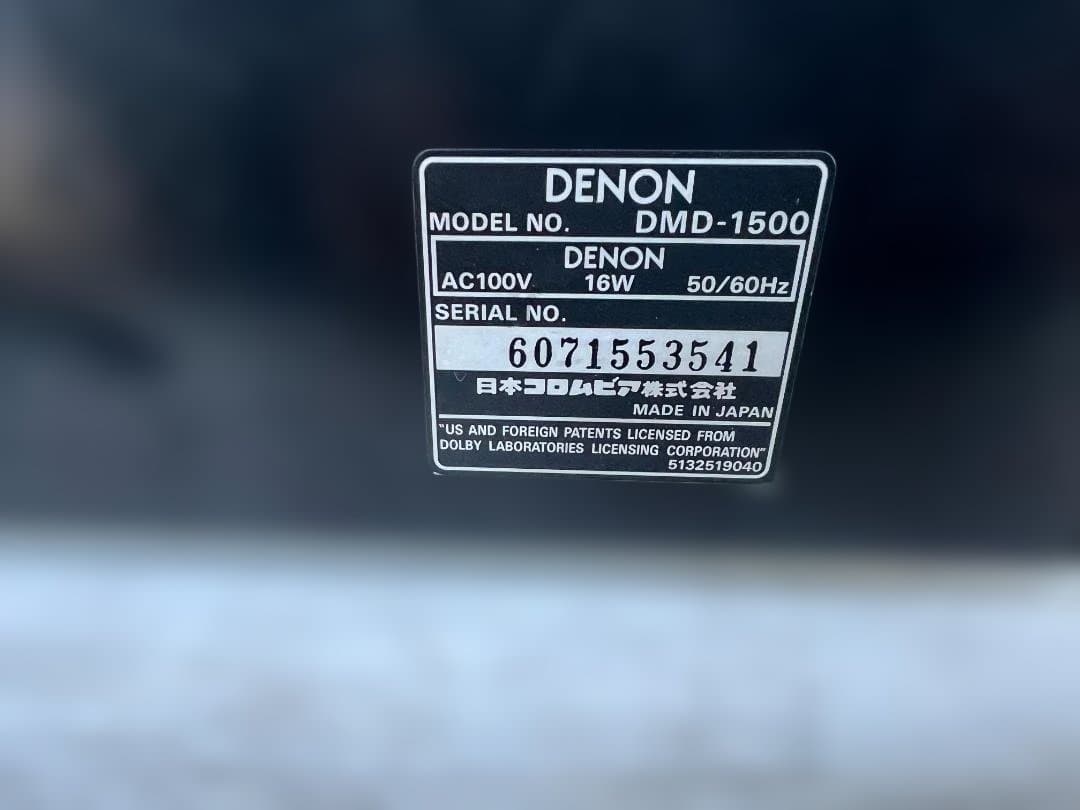 DENON
MODEL NO. DMD-1500
DENON
AC100V 16W 50/60Hz
SERIAL NO.
6071553541
日本コロムビア株式会社
MADE IN JAPAN
"US AND FOREIGN PATENTS LICENSED FROM
DOLBY LABORATORIES LICENSING CORPORATION"
5132519040